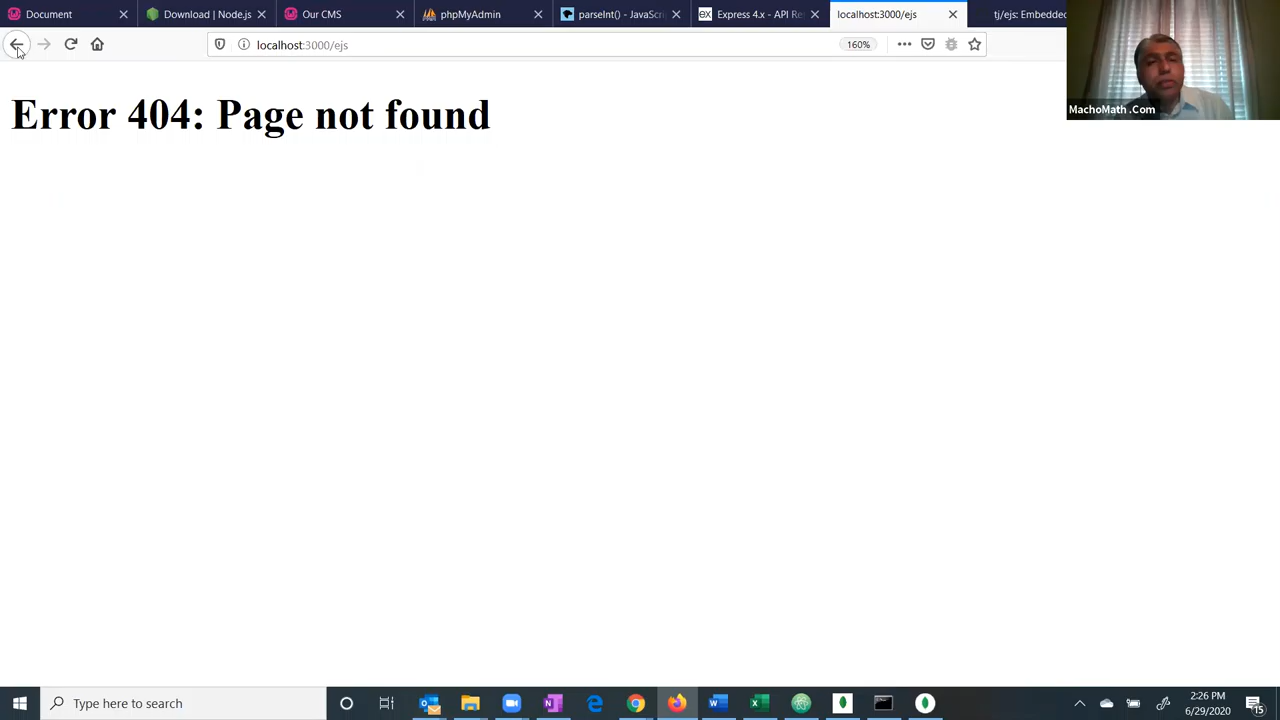 Document
Download | Node.js
Our CMS
phpMyAdmin
parseInt() - JavaScri
Express 4.x - API Re
localhost:3000/ejs
tj/ejs: Embedded
localhost:3000/ejs
160%
MachoMath .Com
Error 404: Page not found
Type here to search
2:26 PM
6/29/2020
15